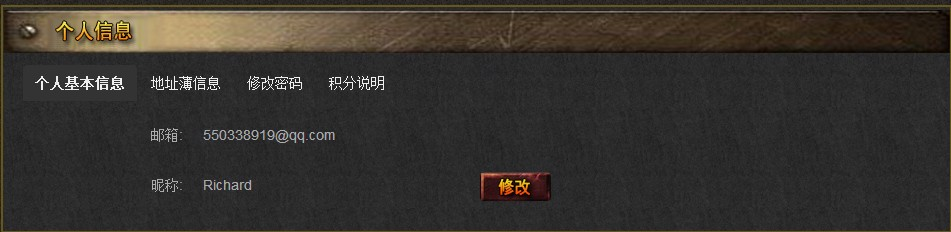 个人信息
个人基本信息 地址薄信息 修改密码 积分说明
邮箱: 550338919@qq.com
昵称: Richard 修改